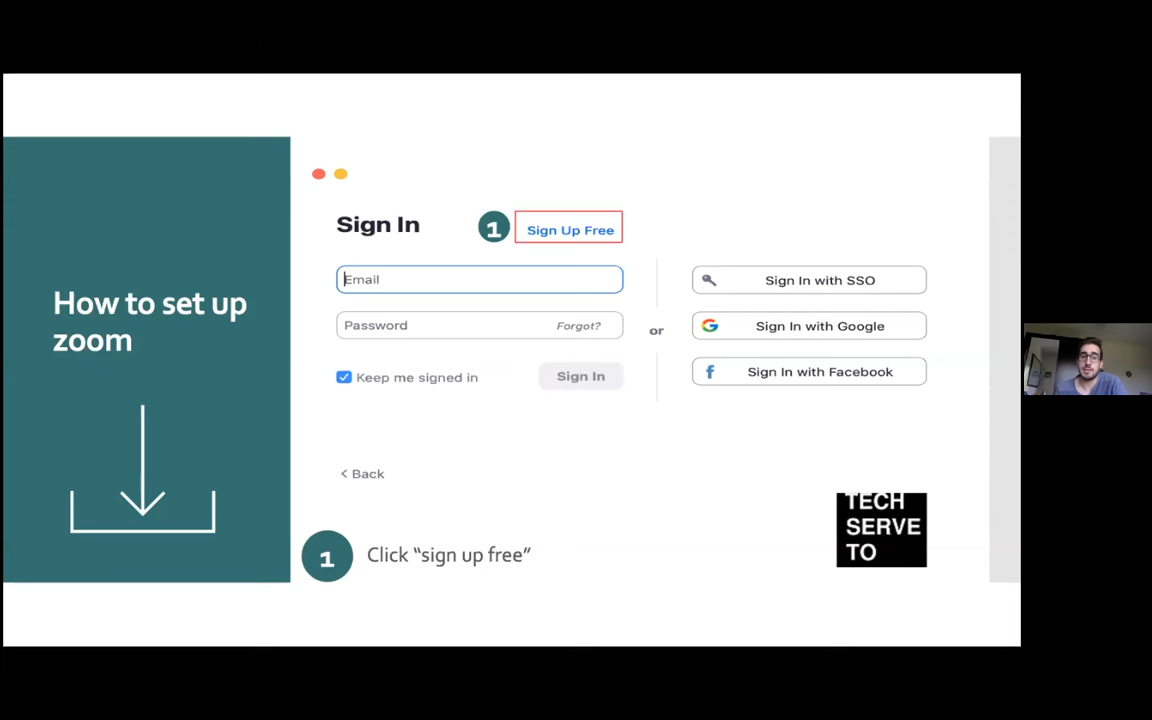 How to set up
zoom
Sign In
1
Sign Up Free
Email
Password
Forgot?
Keep me signed in
Sign In
or
Sign In with SSO
Sign In with Google
Sign In with Facebook
< Back
1
Click “sign up free”
TECH
SERVE
TO